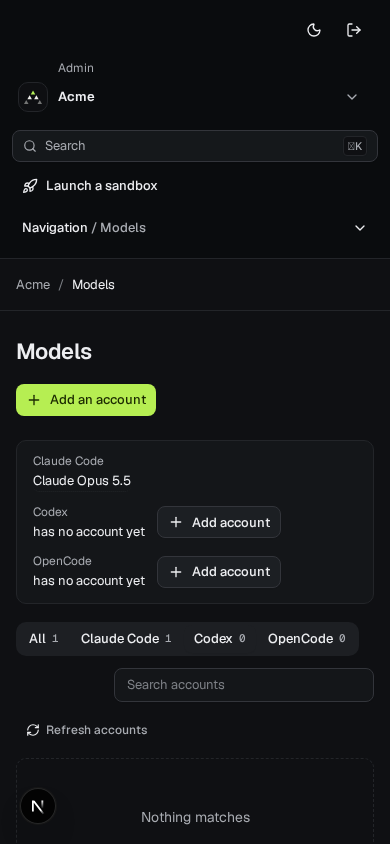 Admin
Acme
Search
K
Launch a sandbox
Navigation / Models
Acme / Models
Models
Add an account
Claude Code
Claude Opus 5.5
Codex
has no account yet
Add account
OpenCode
has no account yet
Add account
All 1 Claude Code 1 Codex 0 OpenCode 0
Search accounts
Refresh accounts
Nothing matches
N